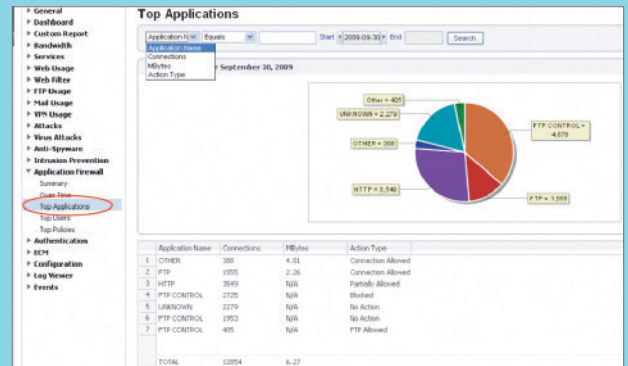 General
Dashboard
Custom Report
Bandwidth
Services
Web Usage
Web Filter
FTP Usage
Mail Usage
VPN Usage
Attacks
Virus Attacks
Anti-Spyware
Intrusion Prevention
Application Firewall
Summary
Over Time
Top Applications
Top Users
Top Policies
Authentication
ECM
Configuration
Log Viewer
Events
Top Applications
Application N Equals Start 2009-09-30 End Search
Application Name
Connections
MBytes
Action Type
r September 30, 2009
Other = 405
UNKNOWN = 2,279
OTHER = 388
HTTP = 3,549
FTP CONTROL =
4,678
FTP = 1,555
Application Name Connections MBytes Action Type
1 OTHER 388 4.01 Connection Allowed
2 FTP 1555 2.26 Connection Allowed
3 HTTP 3549 N/A Partially Allowed
4 FTP CONTROL 2725 N/A Blocked
5 UNKNOWN 2279 N/A No Action
6 FTP CONTROL 1953 N/A No Action
7 FTP CONTROL 405 N/A FTP Allowed
TOTAL 12854 6.27